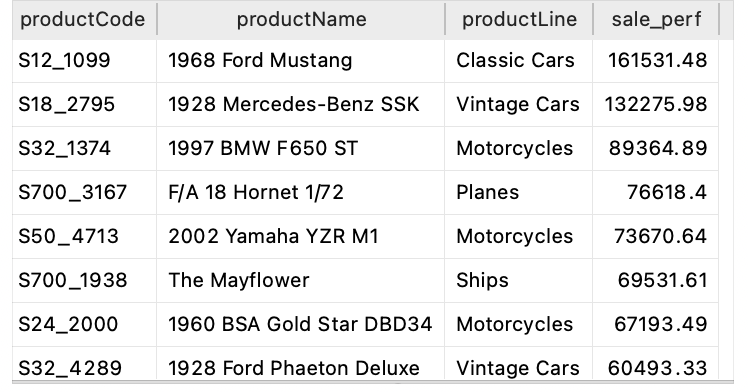 productCode productName productLine sale_perf
S12_1099 1968 Ford Mustang Classic Cars 161531.48
S18_2795 1928 Mercedes-Benz SSK Vintage Cars 132275.98
S32_1374 1997 BMW F650 ST Motorcycles 89364.89
S700_3167 F/A 18 Hornet 1/72 Planes 76618.4
S50_4713 2002 Yamaha YZR M1 Motorcycles 73670.64
S700_1938 The Mayflower Ships 69531.61
S24_2000 1960 BSA Gold Star DBD34 Motorcycles 67193.49
S32_4289 1928 Ford Phaeton Deluxe Vintage Cars 60493.33